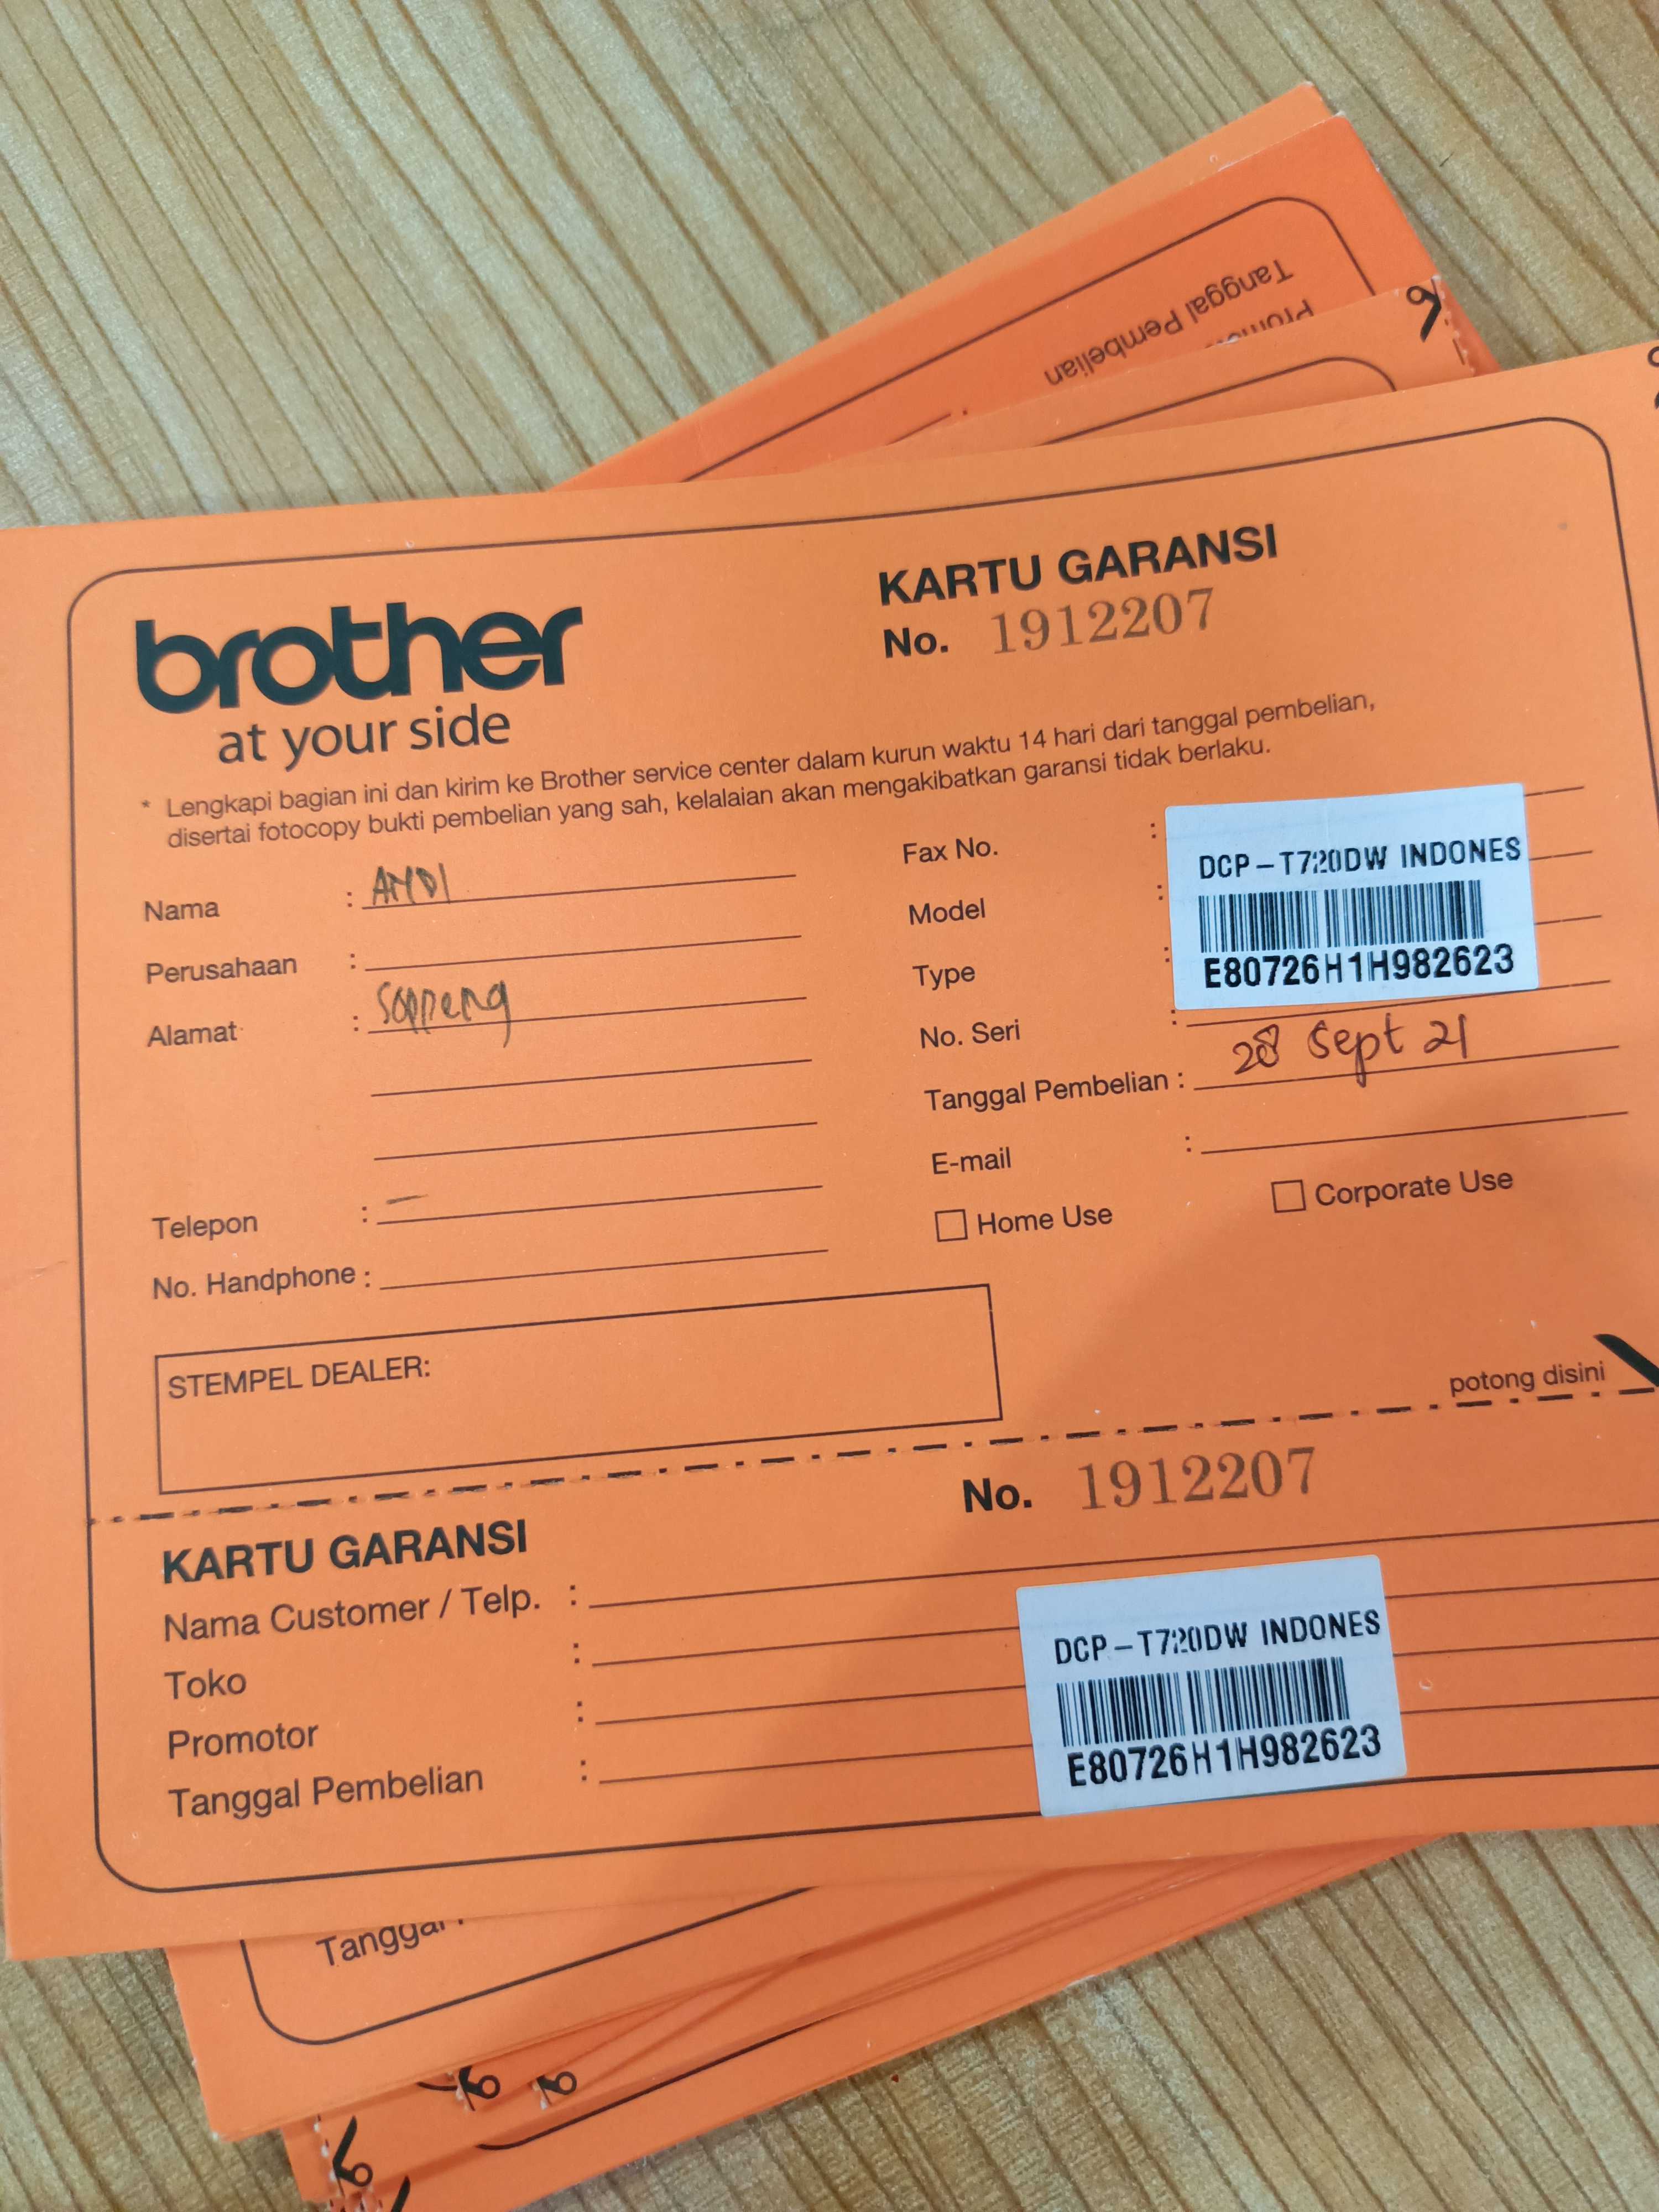 Tanggal Pembelian
brother
at your side
KARTU GARANSI
No. 1912207
* Lengkapi bagian ini dan kirim ke Brother service center dalam kurun waktu 14 hari dari tanggal pembelian,
disertai fotocopy bukti pembelian yang sah, kelalaian akan mengakibatkan garansi tidak berlaku.
Nama : ANDI
Perusahaan :
Alamat : Soppeng
Telepon : –
No. Handphone :
Fax No. :
Model :
Type :
No. Seri :
DCP-T720DW INDONES
E80726H1H982623
Tanggal Pembelian : 28 Sept 21
E-mail :
Home Use
Corporate Use
STEMPEL DEALER:
potong disini
KARTU GARANSI
No. 1912207
Nama Customer / Telp. :
Toko :
Promotor :
Tanggal Pembelian :
DCP-T720DW INDONES
E80726H1H982623